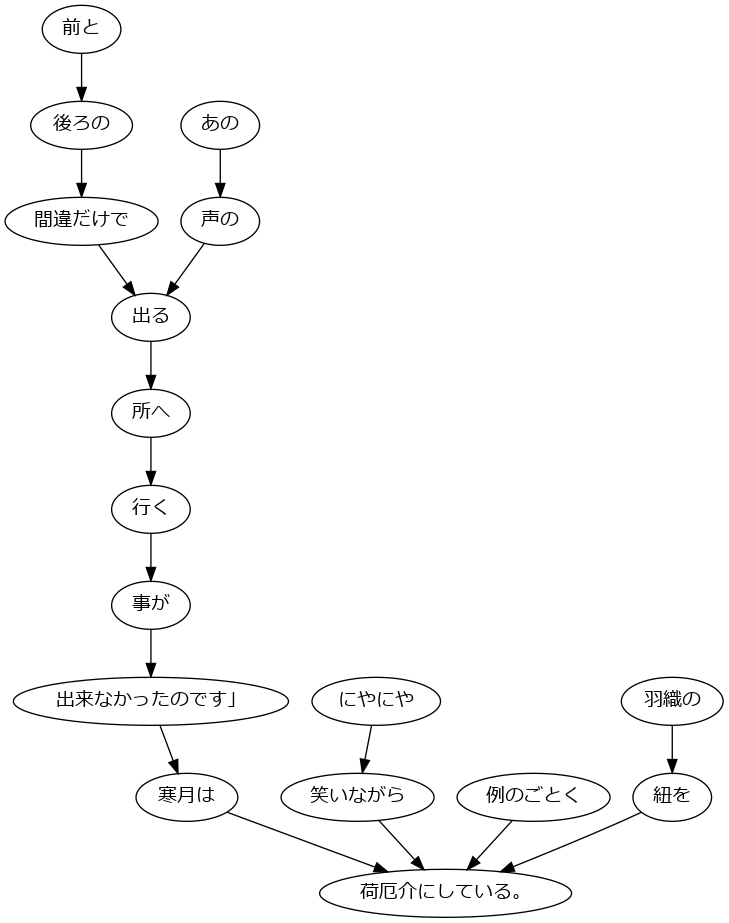 前と
後ろの
あの
間違だけで
声の
出る
所へ
行く
事が
出来なかったのです」
にやにや
羽織の
寒月は
笑いながら
例のごとく
紐を
荷厄介にしている。